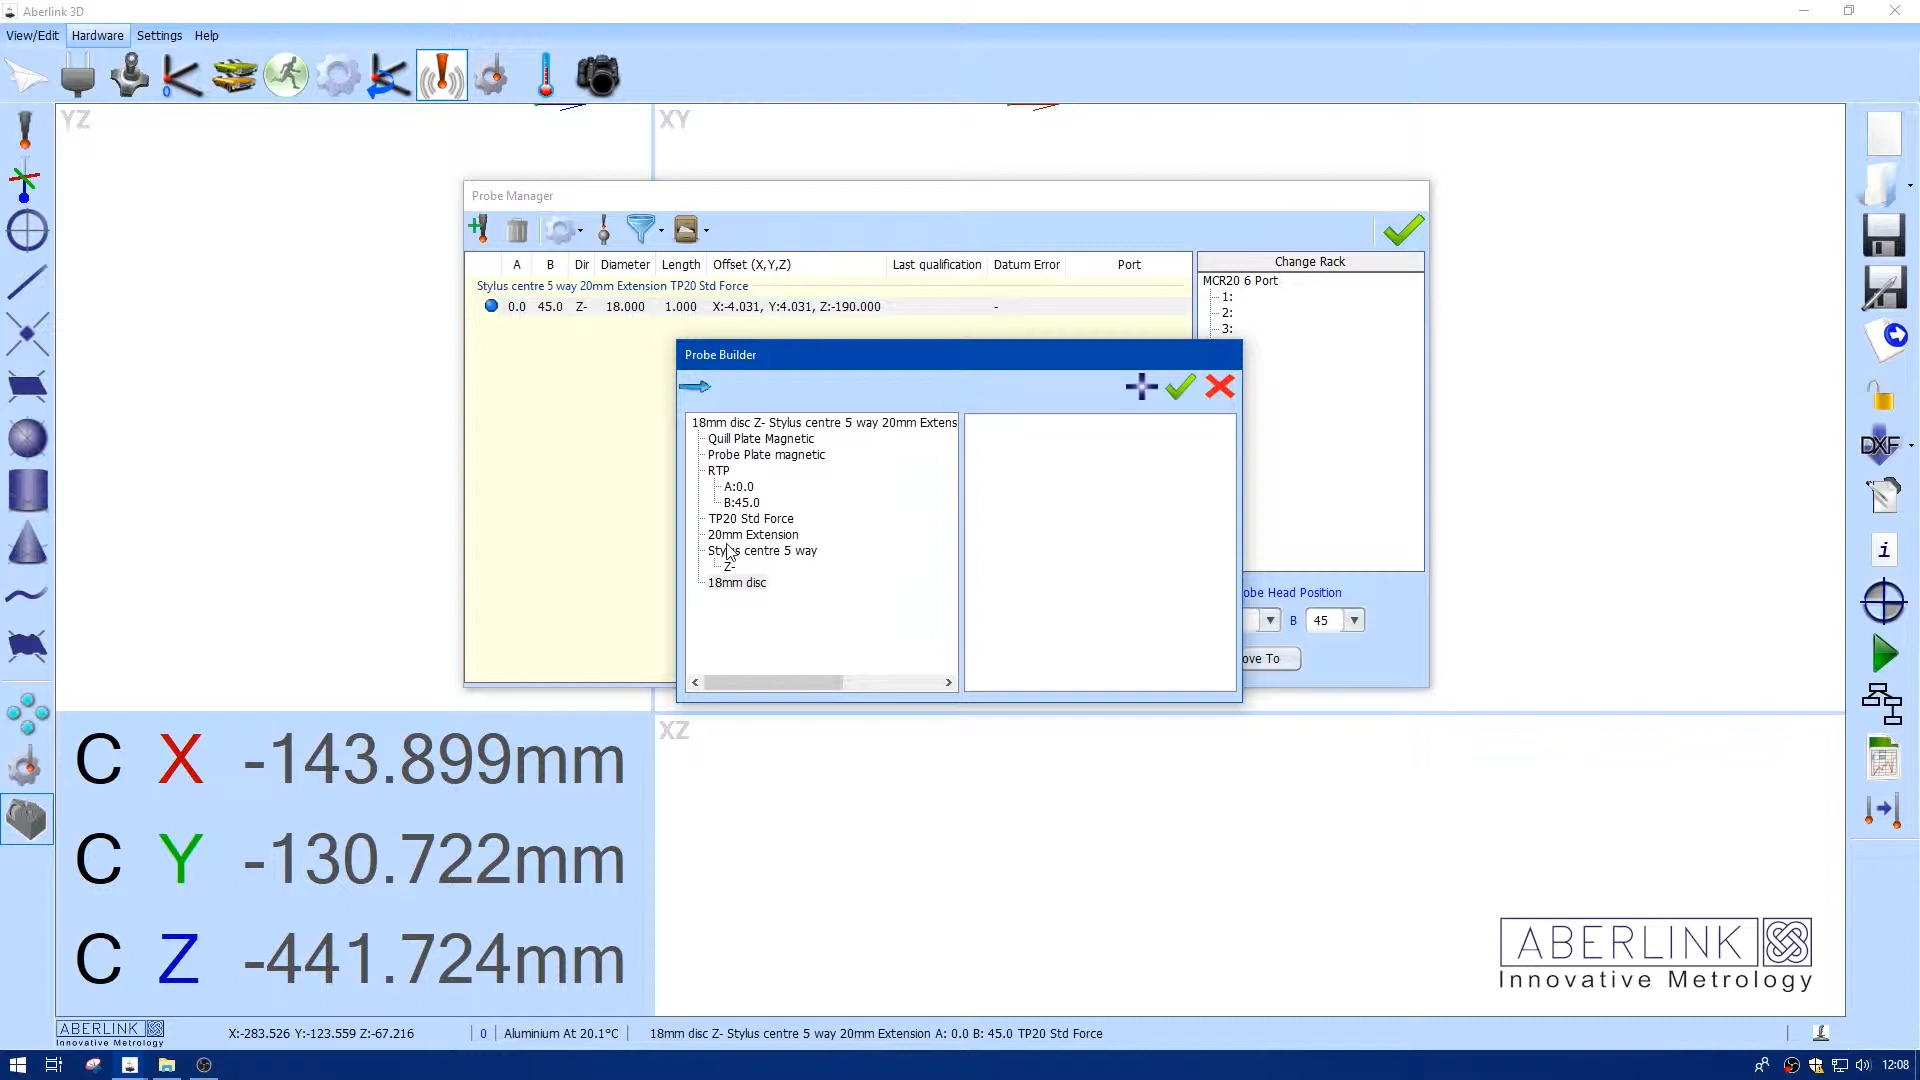 Aberlink 3D
View/Edit Hardware Settings Help
YZ
XY
Probe Manager
A B Dir Diameter Length Offset (X,Y,Z) Last qualification Datum Error Port
Change Rack
Stylus centre 5 way 20mm Extension TP20 Std Force
MCR20 6 Port
0.0 45.0 Z- 18.000 1.000 X:-4.031, Y:4.031, Z:-190.000 -
1:
2:
3:
Probe Builder
18mm disc Z- Stylus centre 5 way 20mm Extens
Quill Plate Magnetic
Probe Plate magnetic
RTP
A:0.0
B:45.0
TP20 Std Force
20mm Extension
Stylus centre 5 way
Z-
18mm disc
obe Head Position
B 45
ove To
DXF
i
XZ
C X -143.899mm
C Y -130.722mm
C Z -441.724mm
ABERLINK
Innovative Metrology
ABERLINK
Innovative Metrology
X:-283.526 Y:-123.559 Z:-67.216 0 Aluminium At 20.1°C 18mm disc Z- Stylus centre 5 way 20mm Extension A: 0.0 B: 45.0 TP20 Std Force
12:08